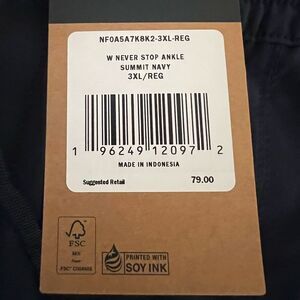 NF0A5A7K8K2-3XL-REG
W NEVER STOP ANKLE
SUMMIT NAVY
3XL/REG
1 96249 12097 2
MADE IN INDONESIA
Suggested Retail 79.00
FSC
MIX
PRINTED WITH
SOY INK